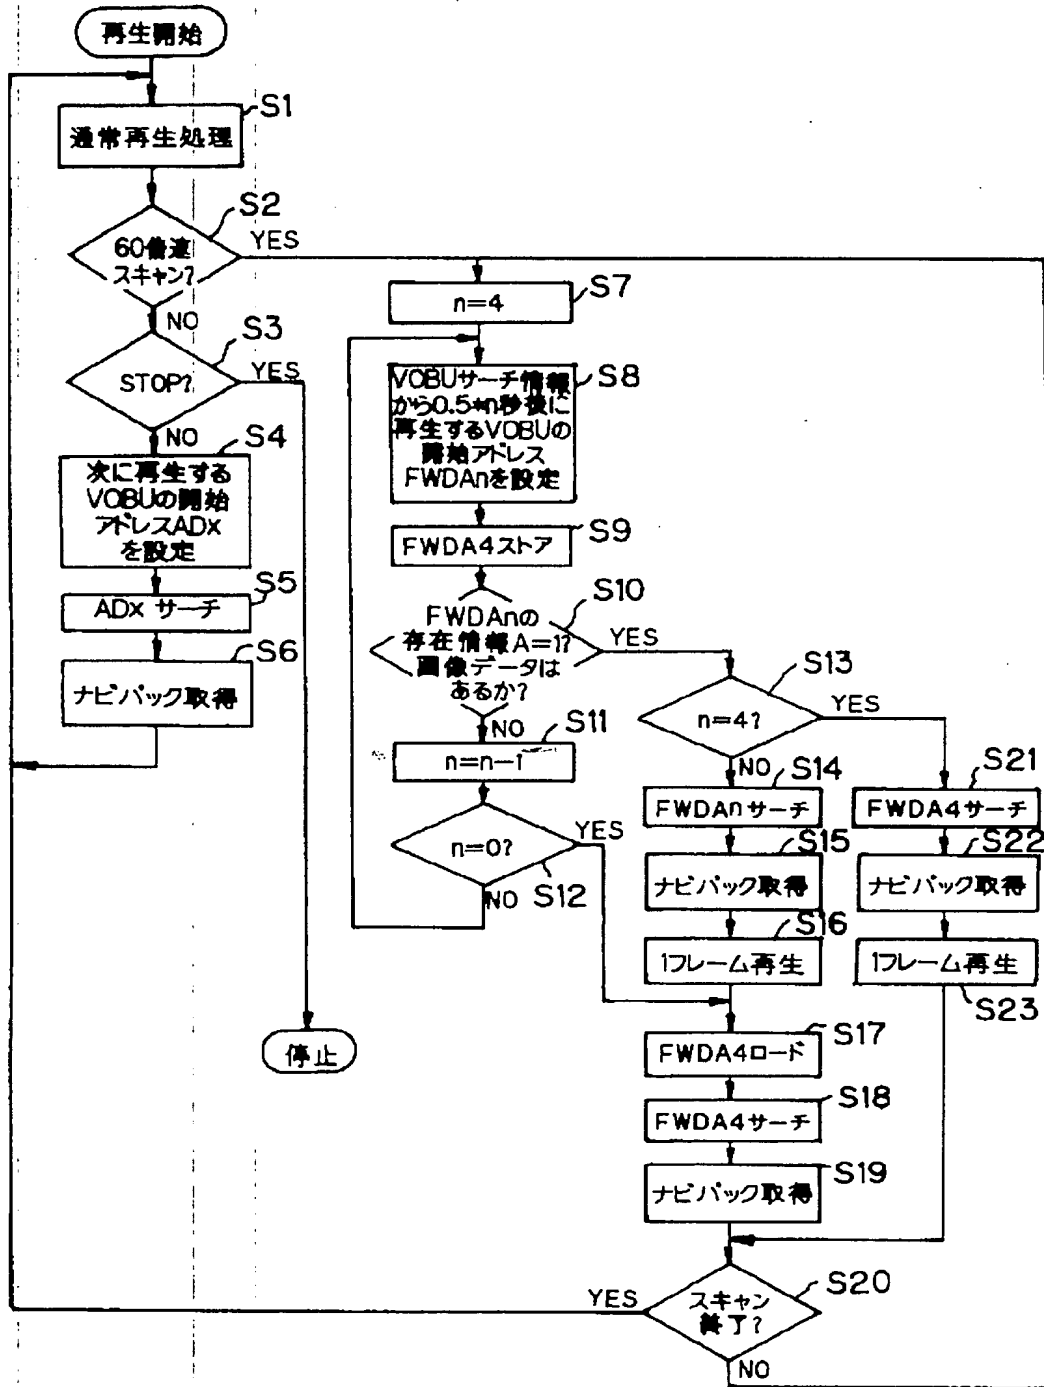 再生開始
S1
通常再生処理
S2
60倍速
スキャン?
YES
NO
S3
STOP?
YES
NO
S4
次に再生する
VOBUの開始
アドレスADx
を設定
S5
ADx サーチ
S6
ナビパック取得
停止
S7
n=4
S8
VOBUサーチ情報
から0.5*n秒後に
再生するVOBUの
開始アドレス
FWDAnを設定
S9
FWDA4ストア
S10
FWDAnの
存在情報A=1?
画像データは
あるか?
YES
NO
S11
n=n-1
n=0?
YES
NO
S12
S13
n=4?
YES
NO
S14
FWDAnサーチ
S15
ナビパック取得
S16
1フレーム再生
S17
FWDA4ロード
S18
FWDA4サーチ
S19
ナビパック取得
S20
スキャン
終了?
YES
NO
S21
FWDA4サーチ
S22
ナビパック取得
1フレーム再生
S23